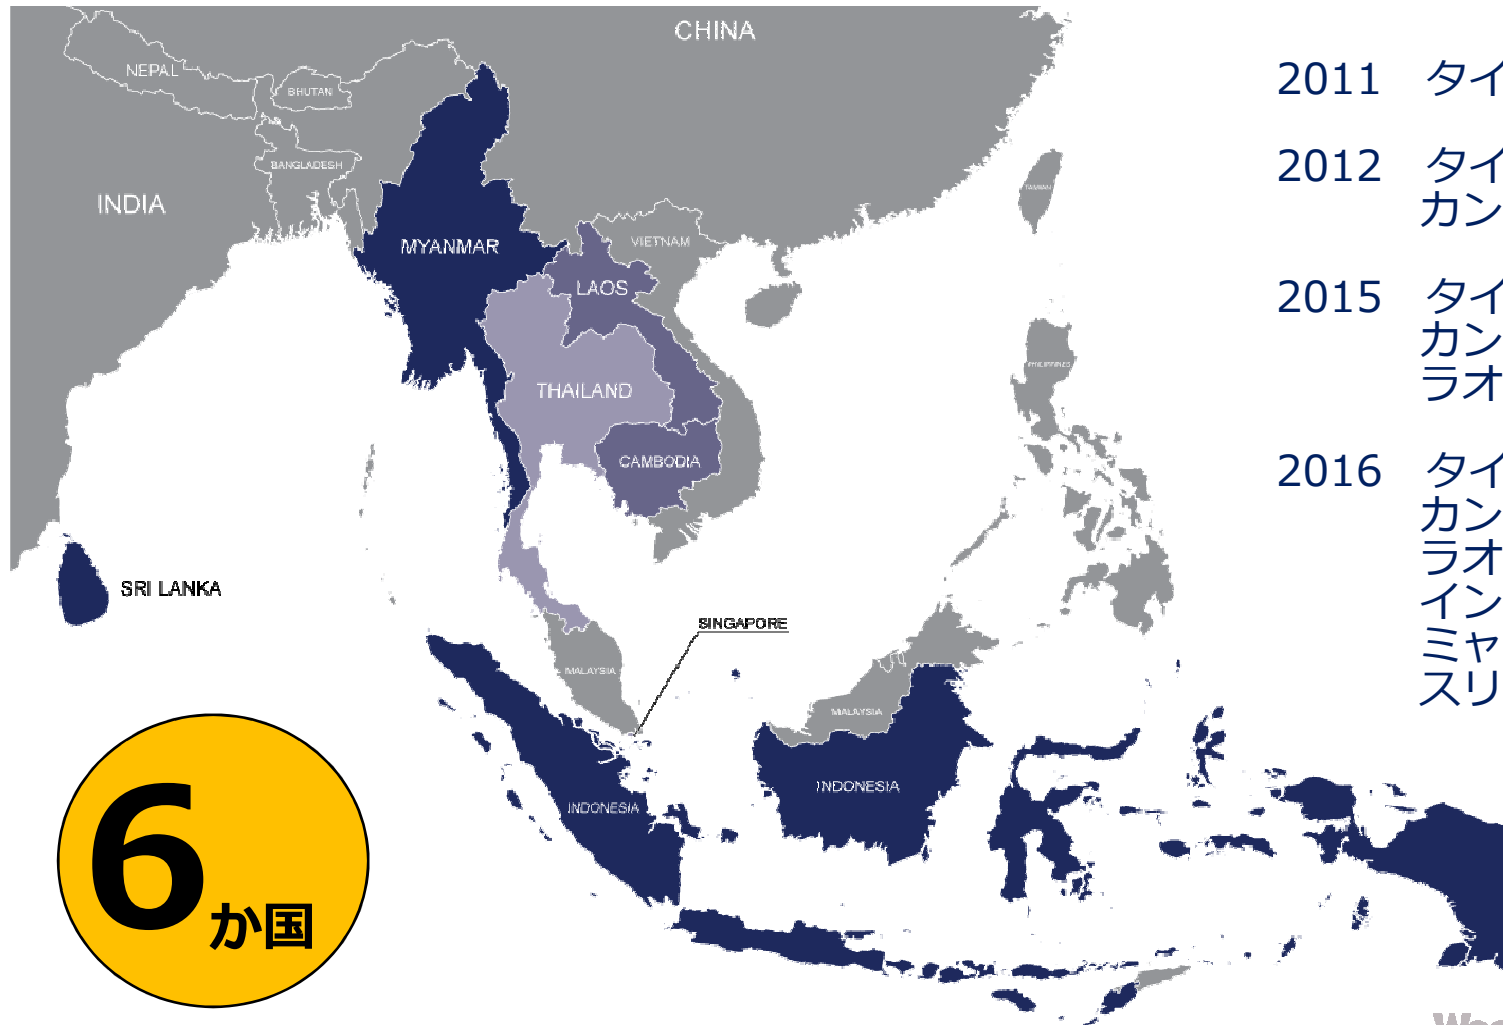 CHINA
NEPAL
BHUTAN
BANGLADESH
INDIA
TAIWAN
MYANMAR
VIETNAM
LAOS
THAILAND
PHILIPPINES
CAMBODIA
SRI LANKA
SINGAPORE
MALAYSIA
MALAYSIA
INDONESIA
INDONESIA
6か国
2011 タイ
2012 タイ
カン
2015 タイ
カン
ラオ
2016 タイ
カン
ラオ
イン
ミャ
スリ